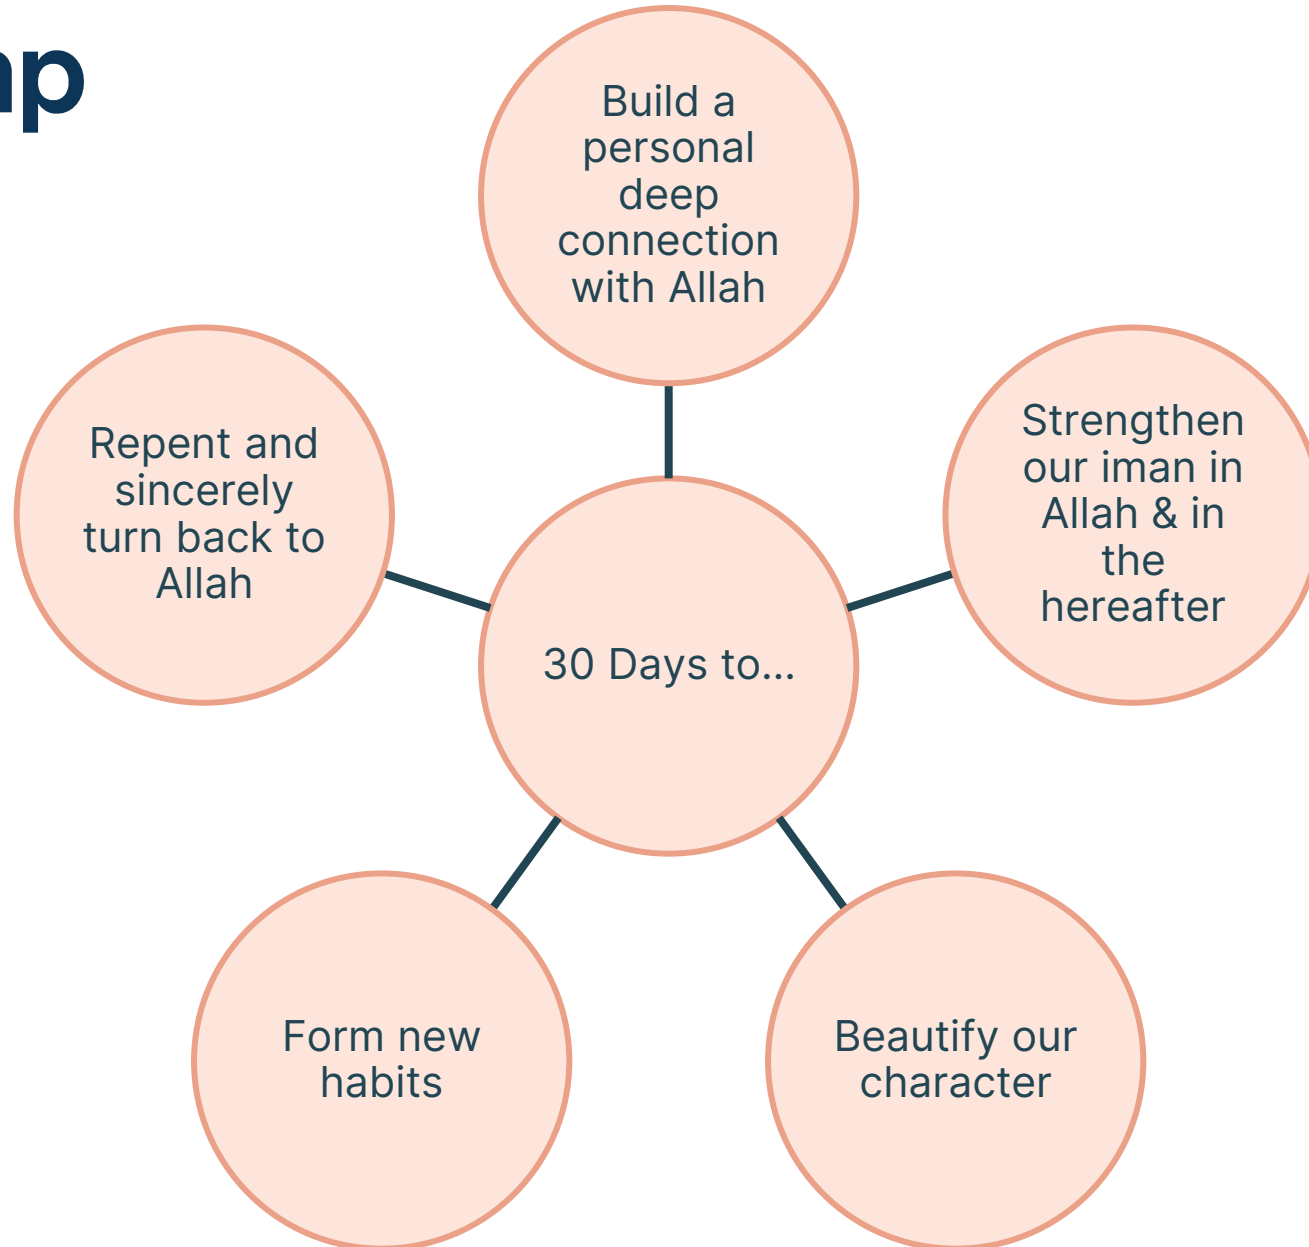 Build a
personal
deep
connection
with Allah
Strengthen
our iman in
Allah & in
the
hereafter
Repent and
sincerely
turn back to
Allah
30 Days to...
Form new
habits
Beautify our
character